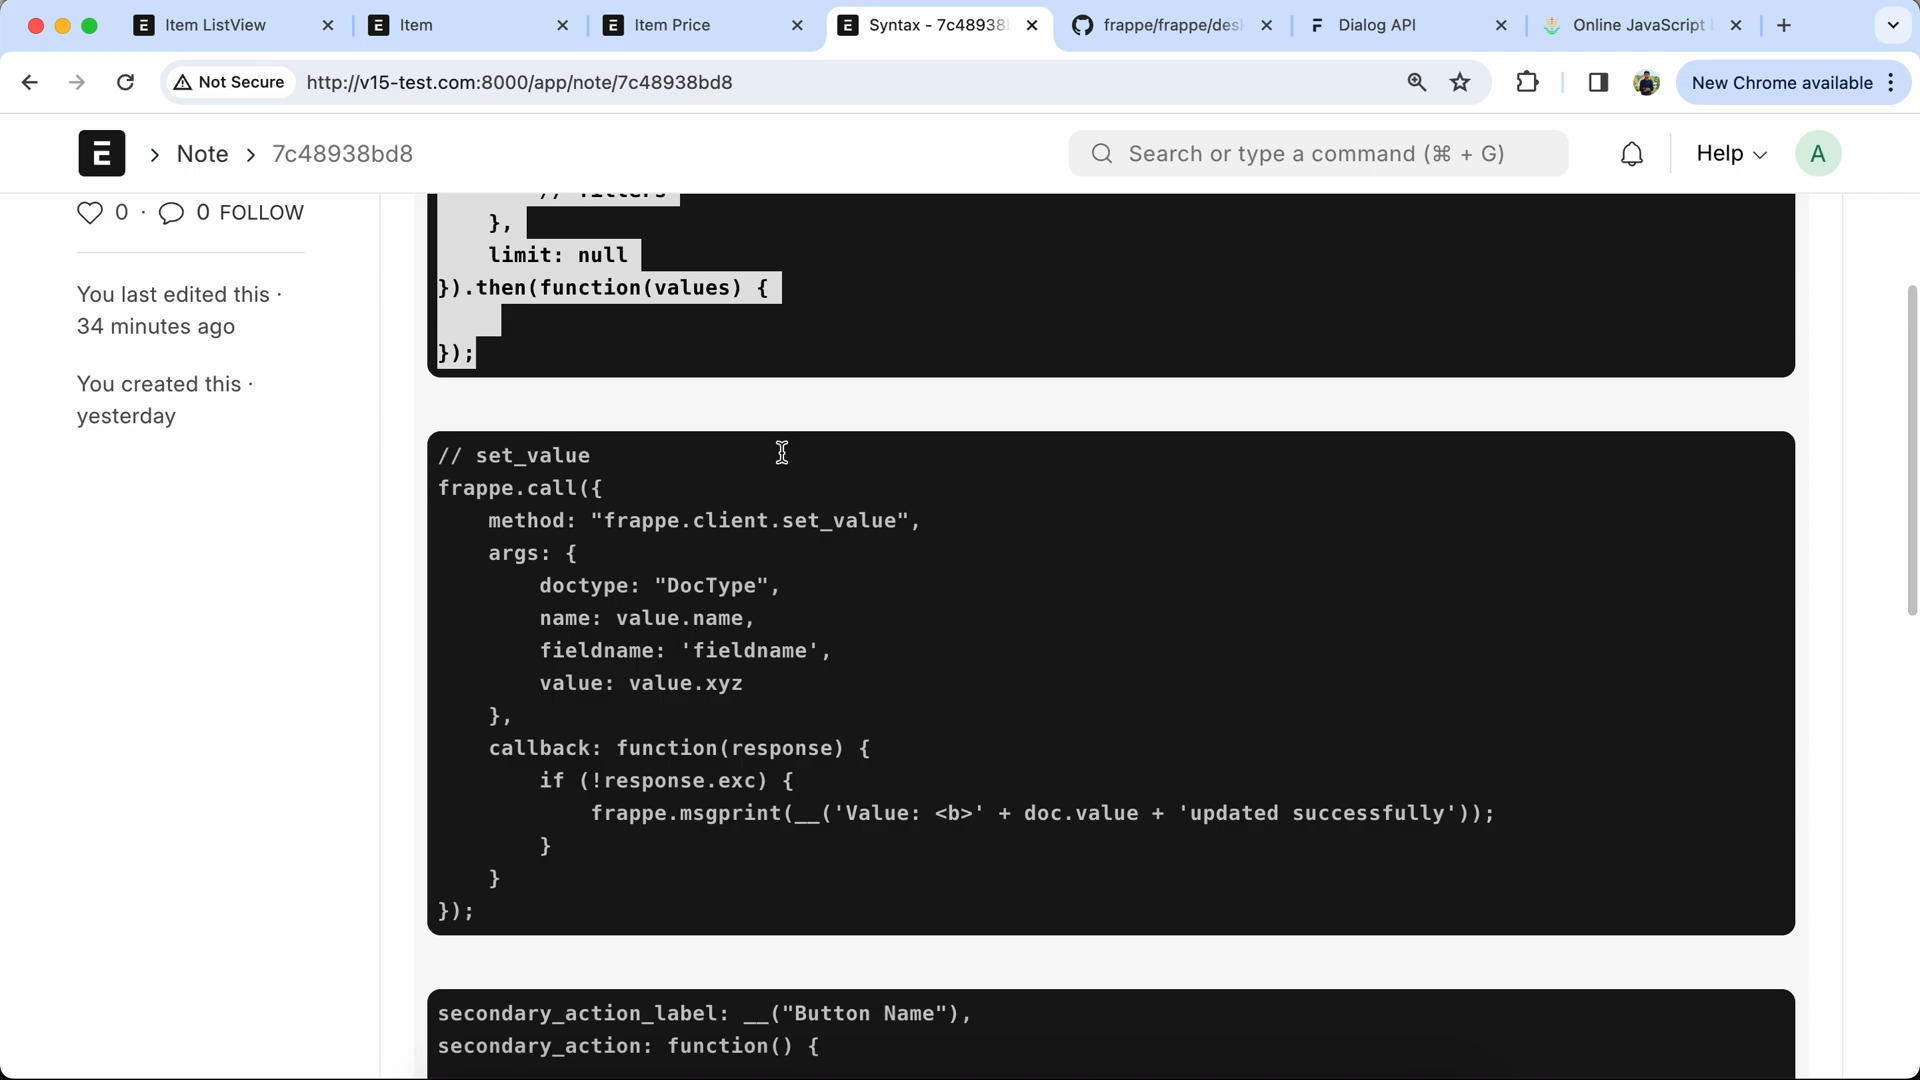 Item ListView
Item
Item Price
Syntax - 7c48938
frappe/frappe/des
Dialog API
Online JavaScript
Not Secure
http://v15-test.com:8000/app/note/7c48938bd8
New Chrome available
E
Note
7c48938bd8
Search or type a command (⌘ + G)
Help
A
0 · 0 FOLLOW
You last edited this ·
34 minutes ago
You created this ·
yesterday
// filters
},
limit: null
}).then(function(values) {
});
// set_value
frappe.call({
method: "frappe.client.set_value",
args: {
doctype: "DocType",
name: value.name,
fieldname: 'fieldname',
value: value.xyz
},
callback: function(response) {
if (!response.exc) {
frappe.msgprint(__('Value: <b>' + doc.value + 'updated successfully'));
}
}
});
secondary_action_label: __("Button Name"),
secondary_action: function() {